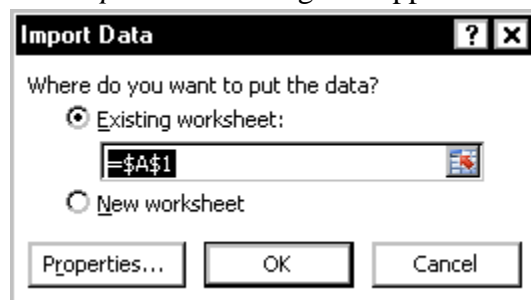 Import Data
? X
Where do you want to put the data?
Existing worksheet:
=$A$1
New worksheet
Properties... OK Cancel